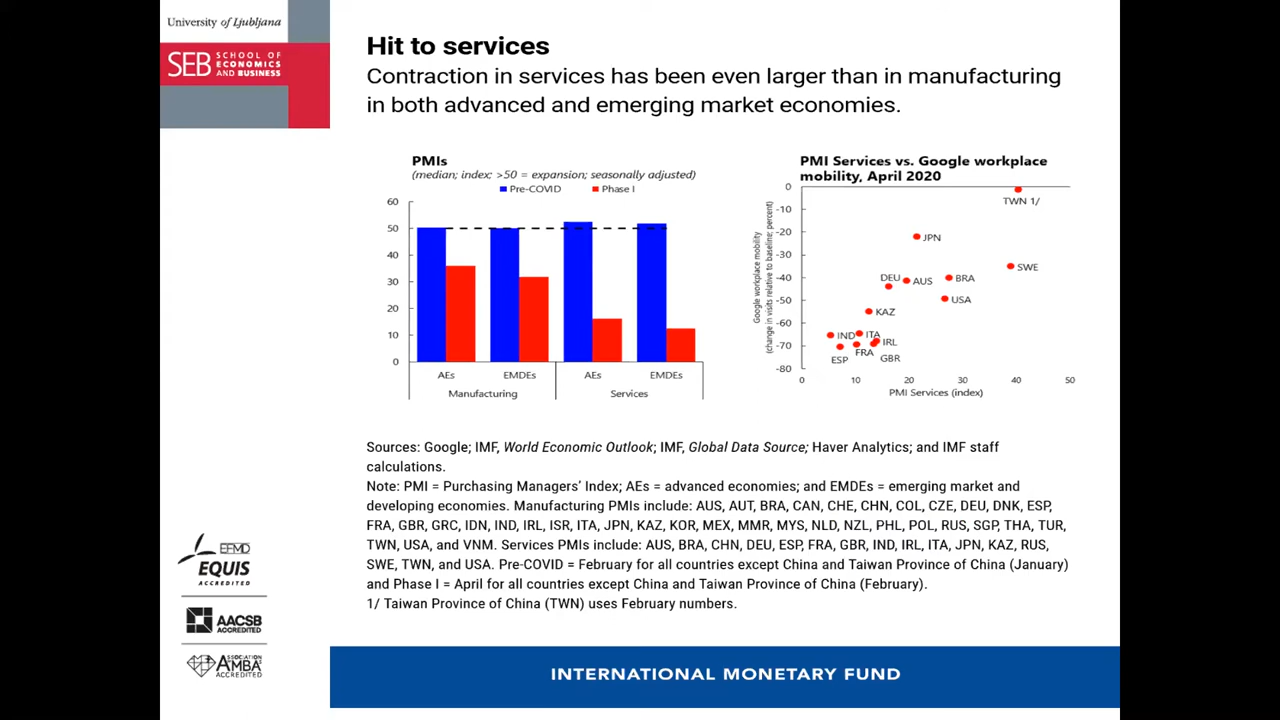 University of Ljubljana
SEB SCHOOL OF
ECONOMICS
AND BUSINESS
Hit to services
Contraction in services has been even larger than in manufacturing
in both advanced and emerging market economies.
PMIs
(median; index: >50 = expansion; seasonally adjusted)
Pre-COVID Phase I
60
50
40
30
20
10
0
AEs EMDEs AEs EMDEs
Manufacturing Services
PMI Services vs. Google workplace
mobility, April 2020
Google workplace mobility
(change in visits relative to baseline; percent)
0
-10
-20
-30
-40
-50
-60
-70
-80
TWN 1/
JPN
SWE
DEU
AUS
BRA
USA
KAZ
IND
ITA
IRL
FRA
ESP
GBR
0 10 20 30 40 50
PMI Services (index)
Sources: Google; IMF, World Economic Outlook; IMF, Global Data Source; Haver Analytics; and IMF staff
calculations.
Note: PMI = Purchasing Managers' Index; AEs = advanced economies; and EMDEs = emerging market and
developing economies. Manufacturing PMIs include: AUS, AUT, BRA, CAN, CHE, CHN, COL, CZE, DEU, DNK, ESP,
FRA, GBR, GRC, IDN, IND, IRL, ISR, ITA, JPN, KAZ, KOR, MEX, MMR, MYS, NLD, NZL, PHL, POL, RUS, SGP, THA, TUR,
TWN, USA, and VNM. Services PMIs include: AUS, BRA, CHN, DEU, ESP, FRA, GBR, IND, IRL, ITA, JPN, KAZ, RUS,
SWE, TWN, and USA. Pre-COVID = February for all countries except China and Taiwan Province of China (January)
and Phase I = April for all countries except China and Taiwan Province of China (February).
1/ Taiwan Province of China (TWN) uses February numbers.
EFMD
EQUIS
ACCREDITED
AACSB
ACCREDITED
ASSOCIATION
AMBA
ACCREDITED
INTERNATIONAL MONETARY FUND